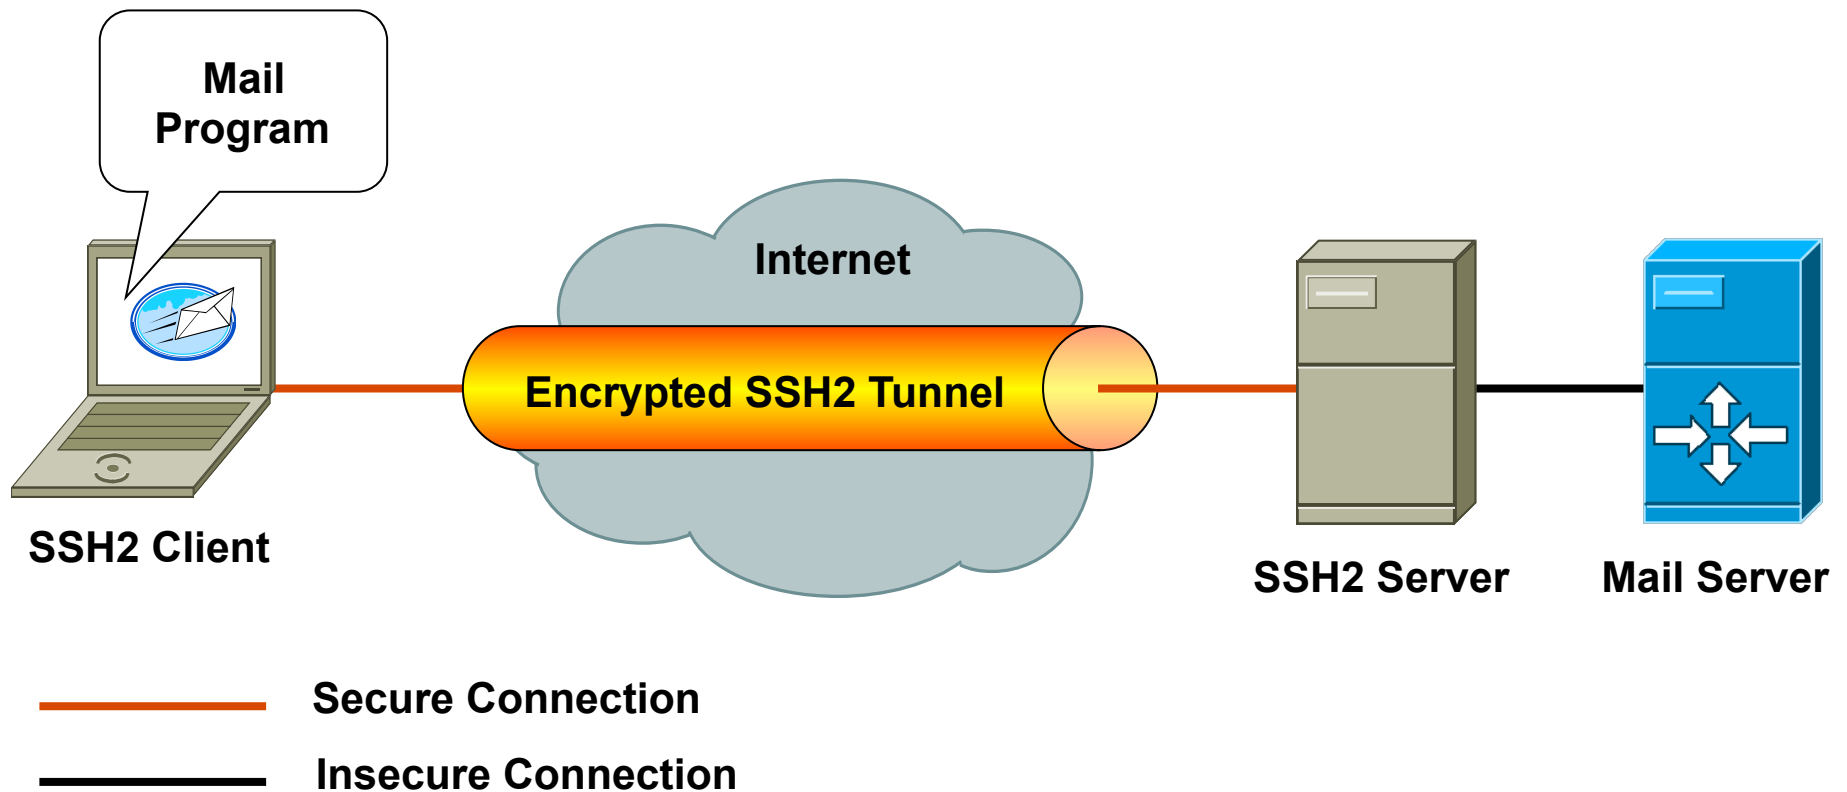 Mail
Program
Internet
Encrypted SSH2 Tunnel
SSH2 Client
SSH2 Server
Mail Server
Secure Connection
Insecure Connection